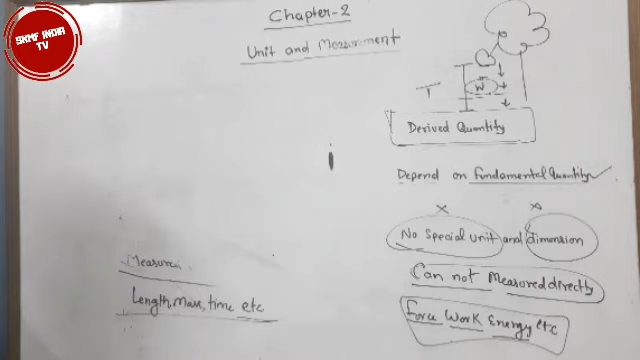 SKMF INDIA
TV
Chapter-2
Unit and Measurement
W
T
Derived Quantity
Depend on fundamental Quantity
No special unit and dimension
Can not Measured directly
Force Work Energy etc
Measure
Length, Mass, time etc